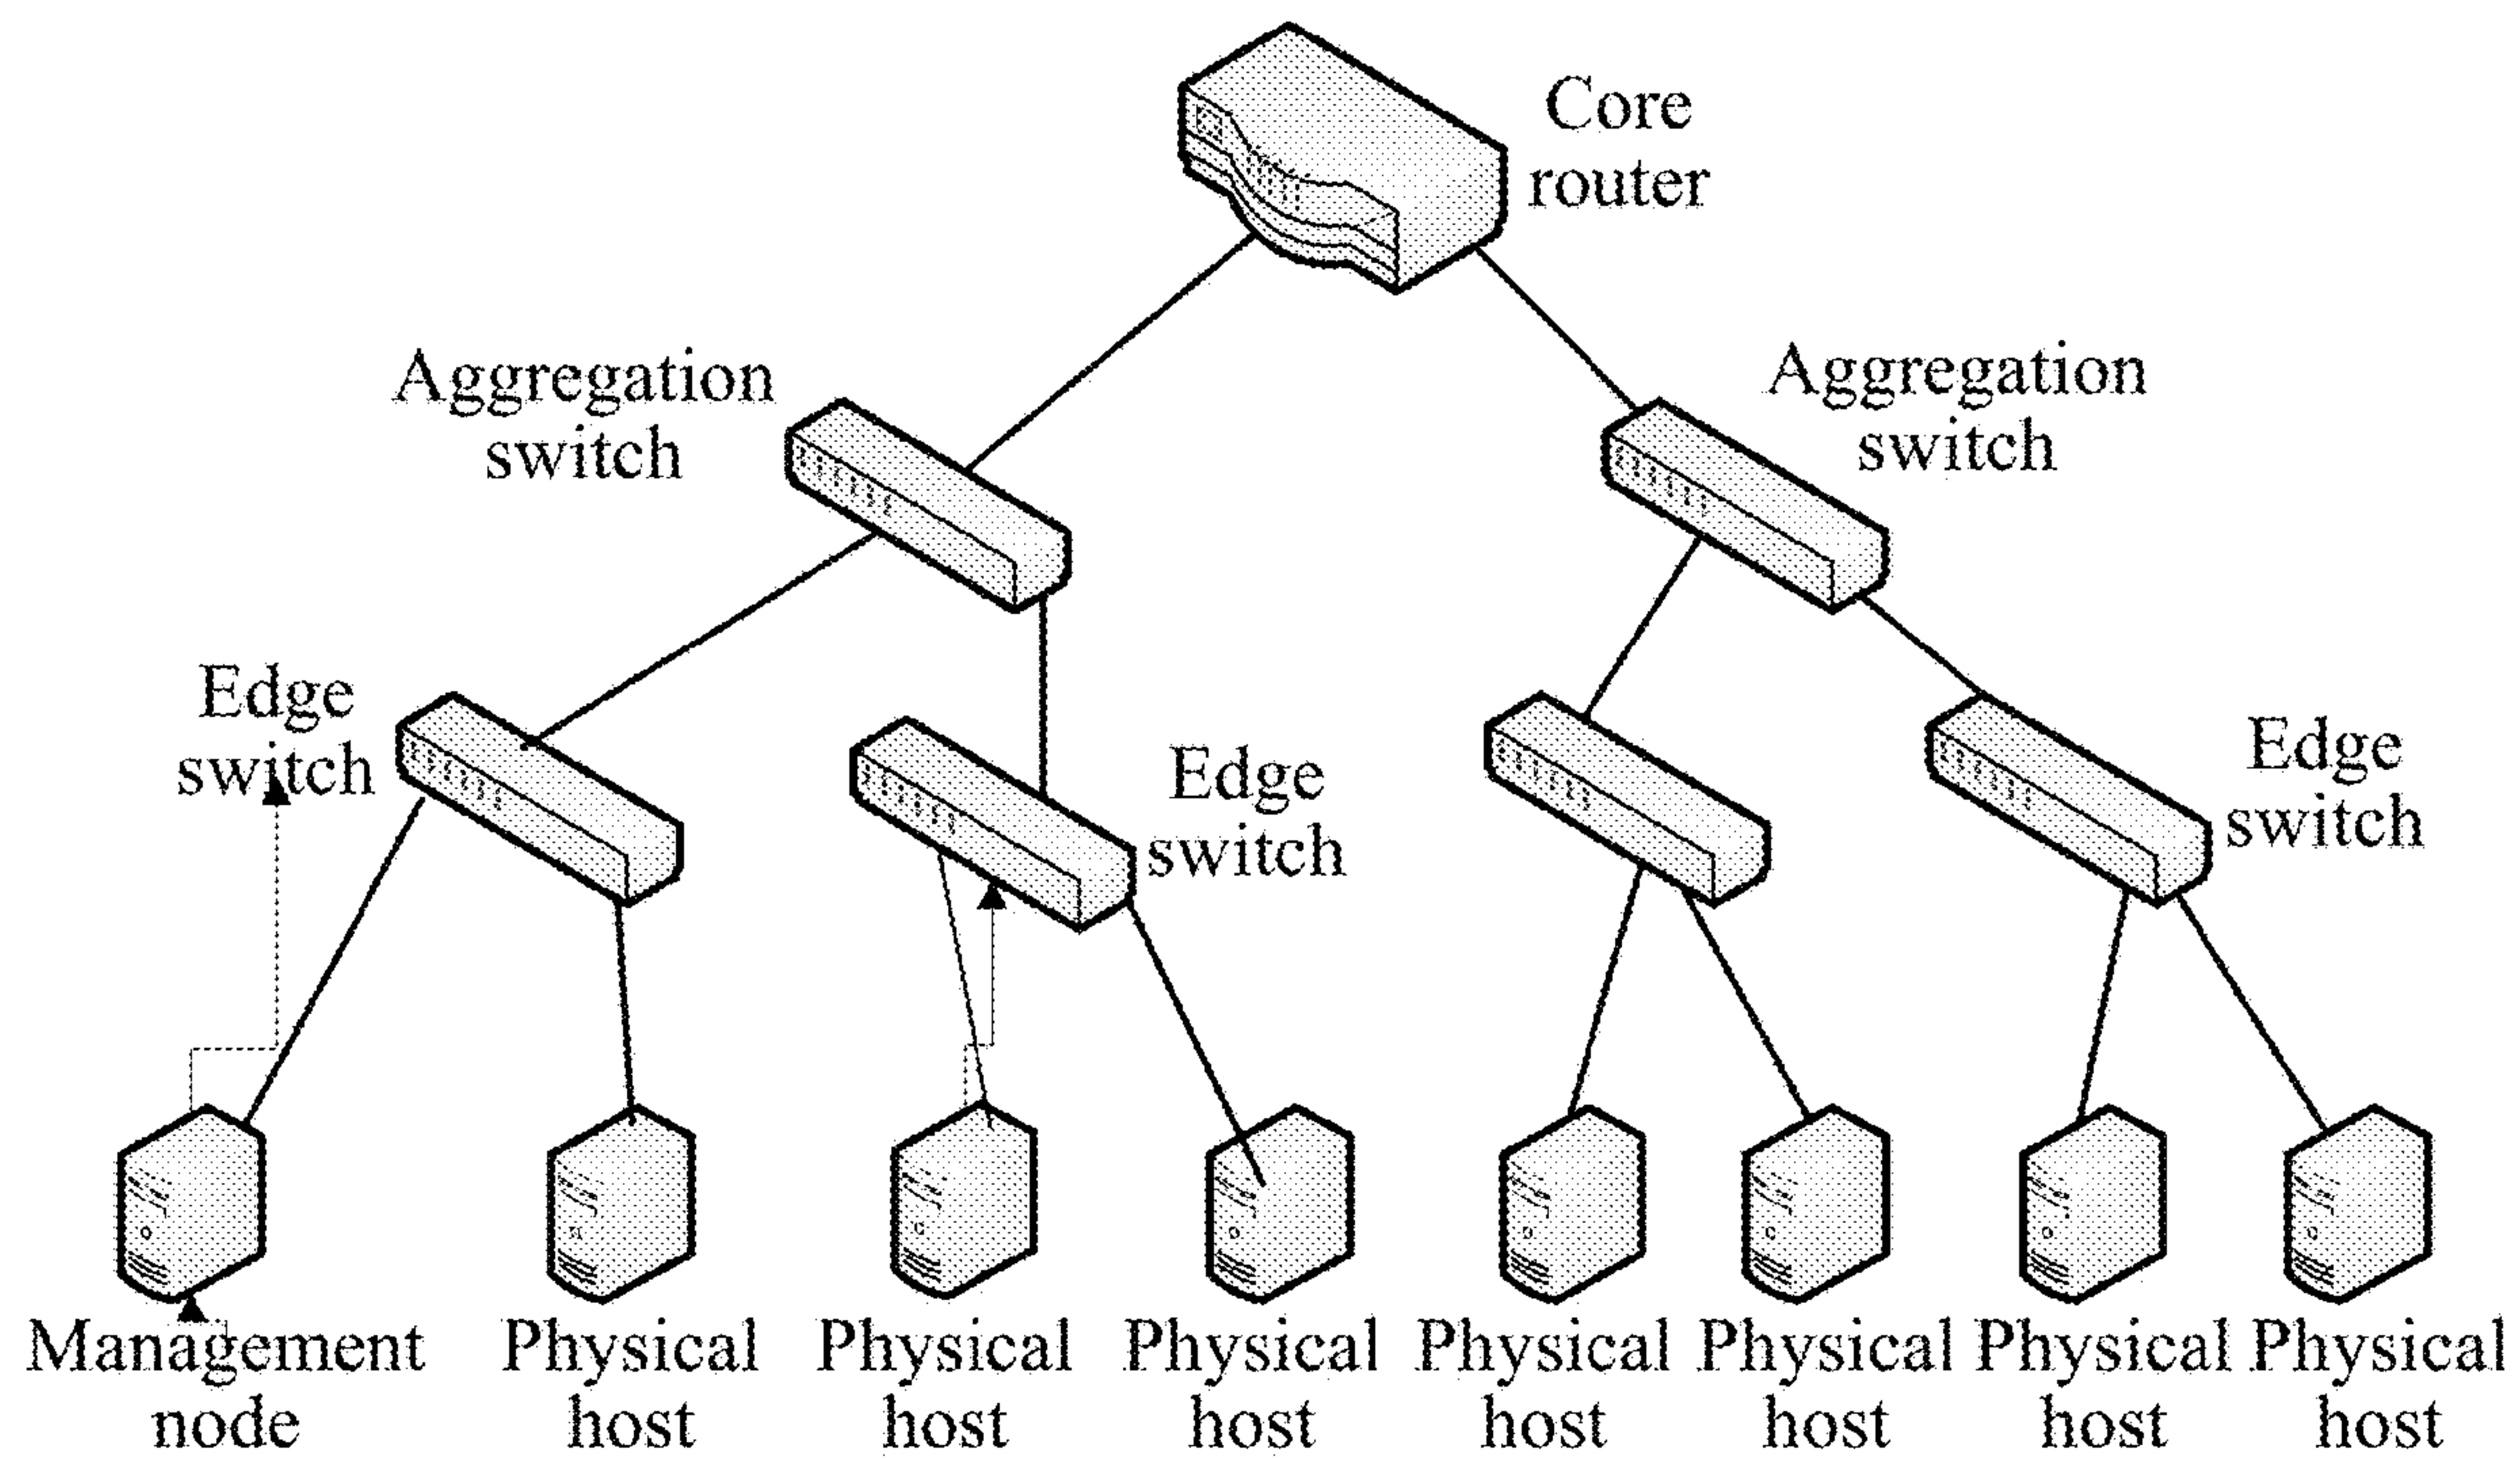 Core
router
Aggregation
switch
Aggregation
switch
Edge
switch
Edge
switch
Edge
switch
Management
node
Physical
host
Physical
host
Physical
host
Physical
host
Physical
host
Physical
host
Physical
host